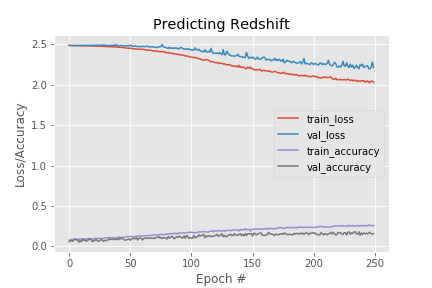 Predicting Redshift
Loss/Accuracy
2.5
2.0
1.5
1.0
0.5
0.0
train_loss
val_loss
train_accuracy
val_accuracy
0 50 100 150 200 250
Epoch #